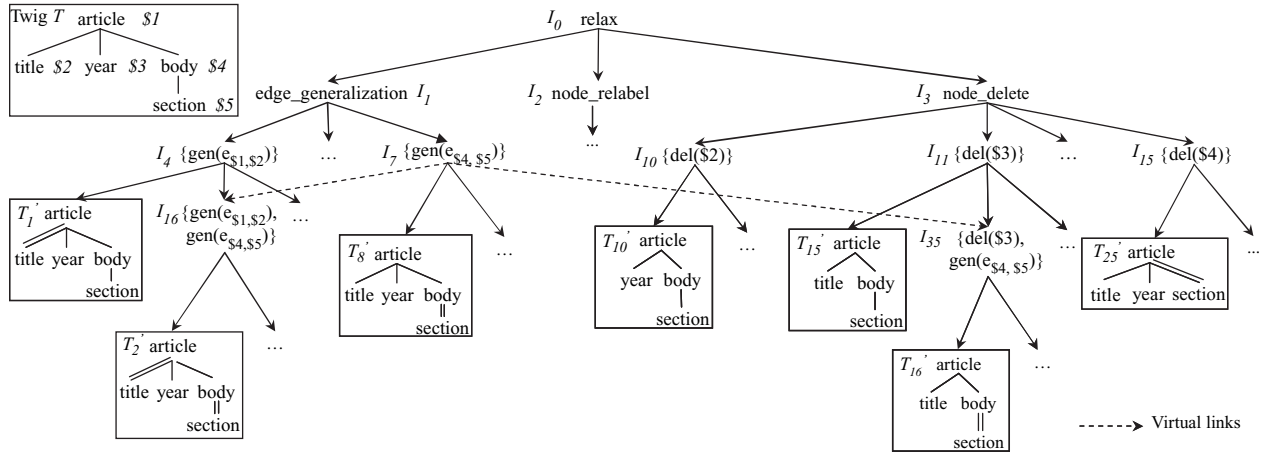 Twig T article $1
title $2 year $3 body $4
section $5
I0 relax
edge_generalization I1
I2 node_relabel
I3 node_delete
...
I4 {gen(e$1,$2)}
...
I7 {gen(e$4, $5)}
I10 {del($2)}
I11 {del($3)}
...
I15 {del($4)}
T1' article
title year body
section
I16 {gen(e$1,$2),
gen(e$4,$5)}
...
T8' article
title year body
section
...
T10' article
year body
section
...
T15' article
title body
section
I35 {del($3),
gen(e$4, $5)}
...
T25' article
title year section
...
T2' article
title year body
section
...
T16' article
title body
section
...
Virtual links